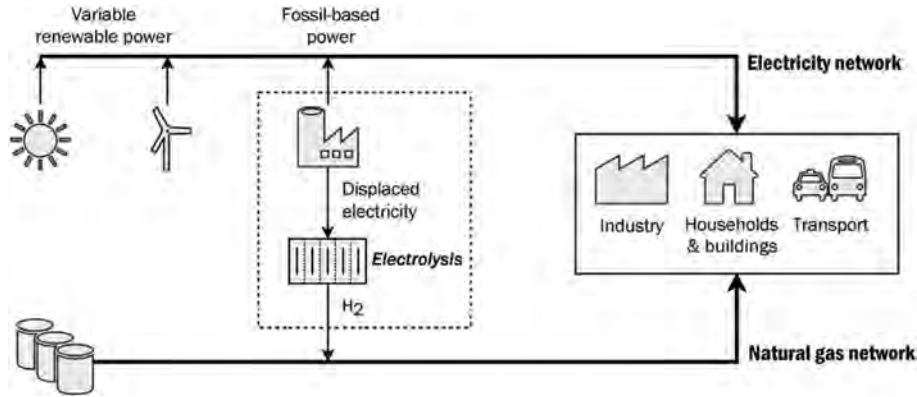 Variable
renewable power
Fossil-based
power
Electricity network
Displaced
electricity
Electrolysis
H2
Industry
Households
& buildings
Transport
Natural gas network